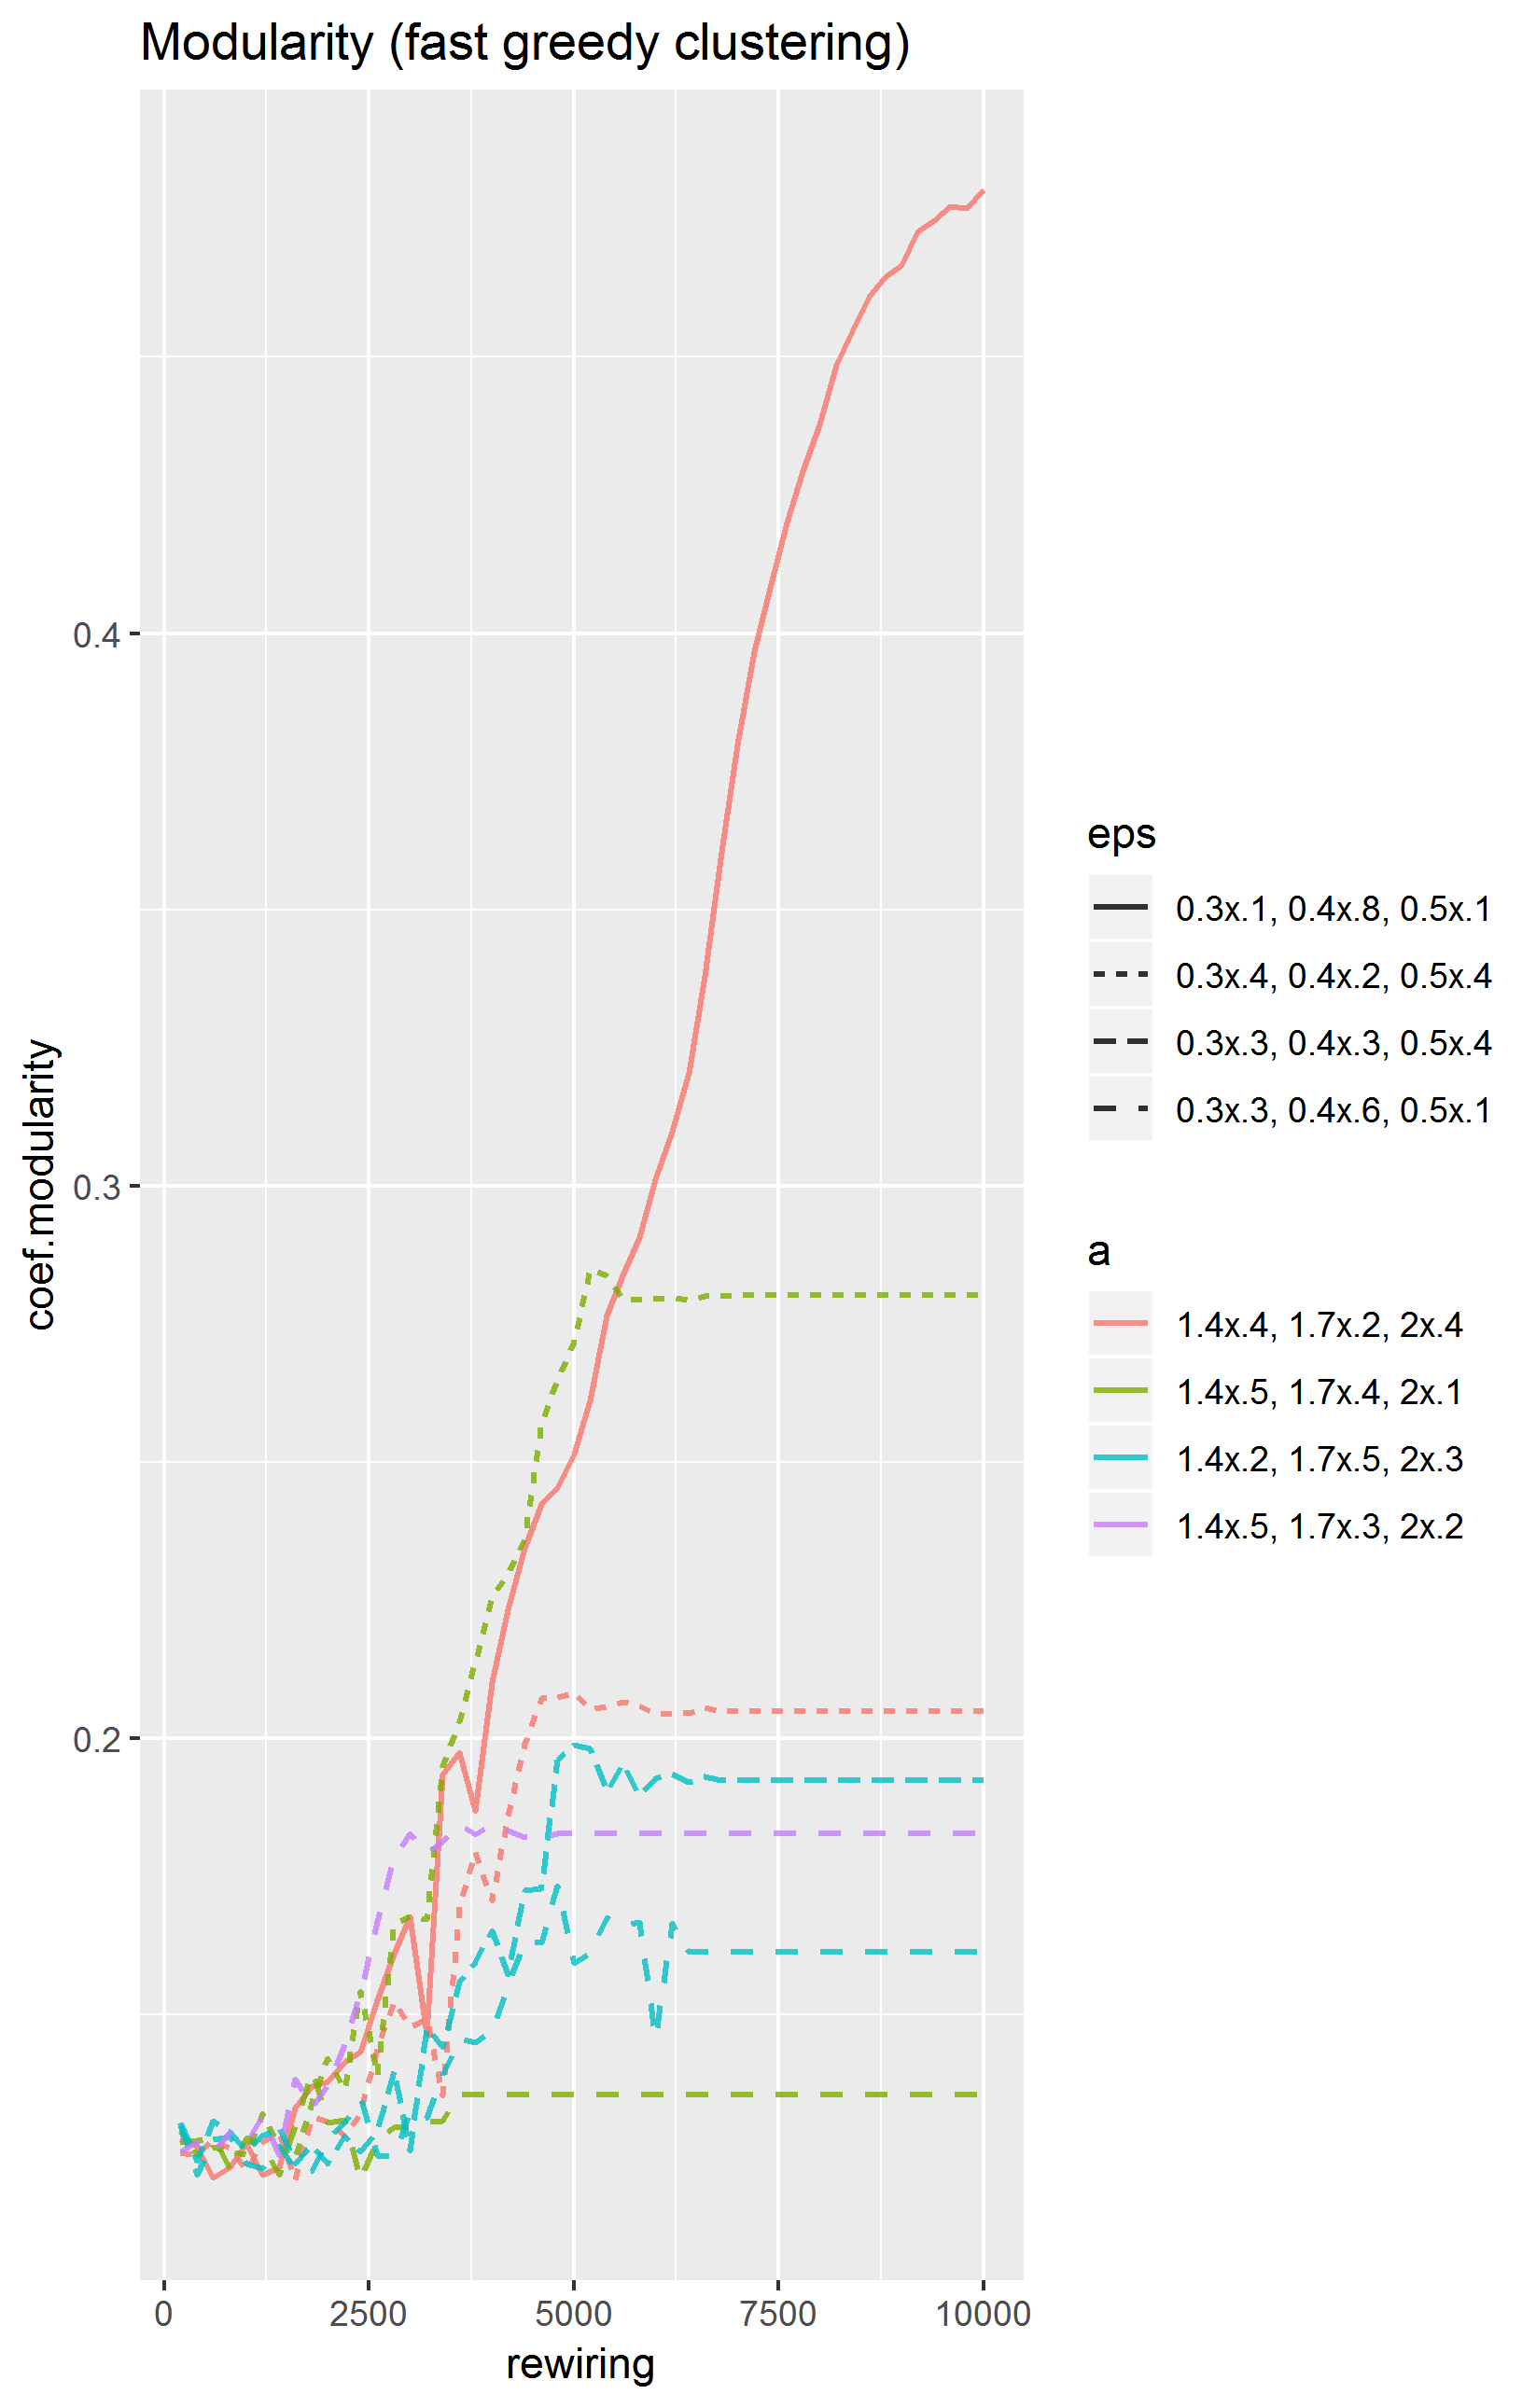 Modularity (fast greedy clustering)
coef.modularity
0.4
0.3
0.2
0
2500
5000
7500
10000
rewiring
eps
0.3x.1, 0.4x.8, 0.5x.1
0.3x.4, 0.4x.2, 0.5x.4
0.3x.3, 0.4x.3, 0.5x.4
0.3x.3, 0.4x.6, 0.5x.1
a
1.4x.4, 1.7x.2, 2x.4
1.4x.5, 1.7x.4, 2x.1
1.4x.2, 1.7x.5, 2x.3
1.4x.5, 1.7x.3, 2x.2